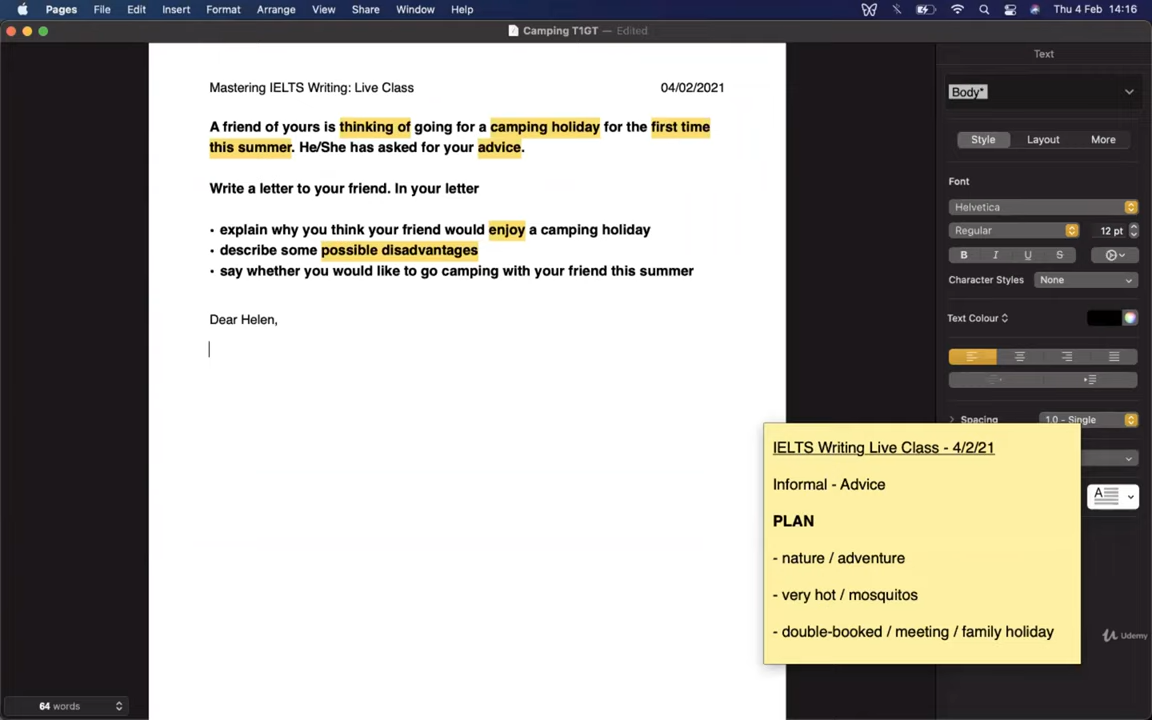 Pages File Edit Insert Format Arrange View Share Window Help Thu 4 Feb 14:16
Camping T1GT — Edited
Mastering IELTS Writing: Live Class 04/02/2021
A friend of yours is thinking of going for a camping holiday for the first time
this summer. He/She has asked for your advice.
Write a letter to your friend. In your letter
• explain why you think your friend would enjoy a camping holiday
• describe some possible disadvantages
• say whether you would like to go camping with your friend this summer
Dear Helen,
64 words
Text
Body*
Style Layout More
Font
Helvetica
Regular 12 pt
B I U S
Character Styles None
Text Colour
Spacing 1.0 - Single
IELTS Writing Live Class - 4/2/21
Informal - Advice
PLAN
- nature / adventure
- very hot / mosquitos
- double-booked / meeting / family holiday
A
Udemy